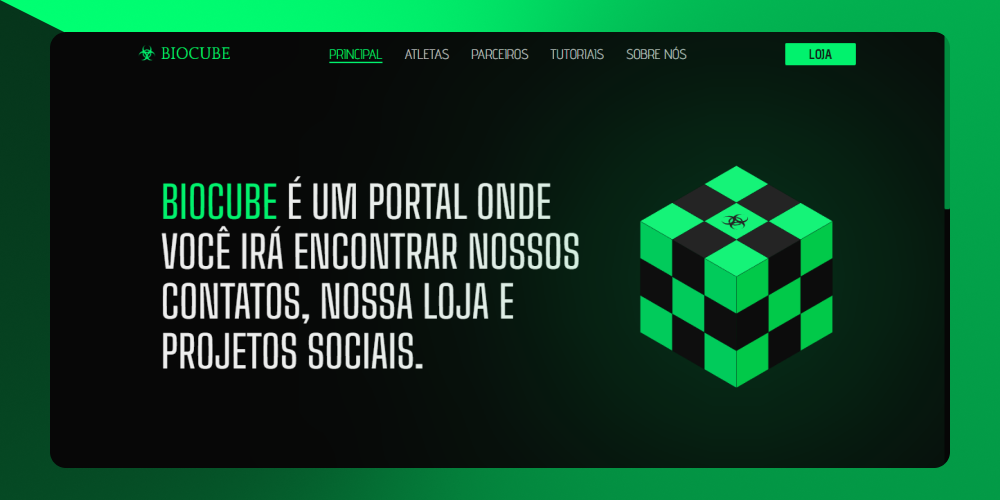 BIOCUBE
PRINCIPAL ATLETAS PARCEIROS TUTORIAIS SOBRE NÓS
LOJA
BIOCUBE É UM PORTAL ONDE
VOCÊ IRÁ ENCONTRAR NOSSOS
CONTATOS, NOSSA LOJA E
PROJETOS SOCIAIS.